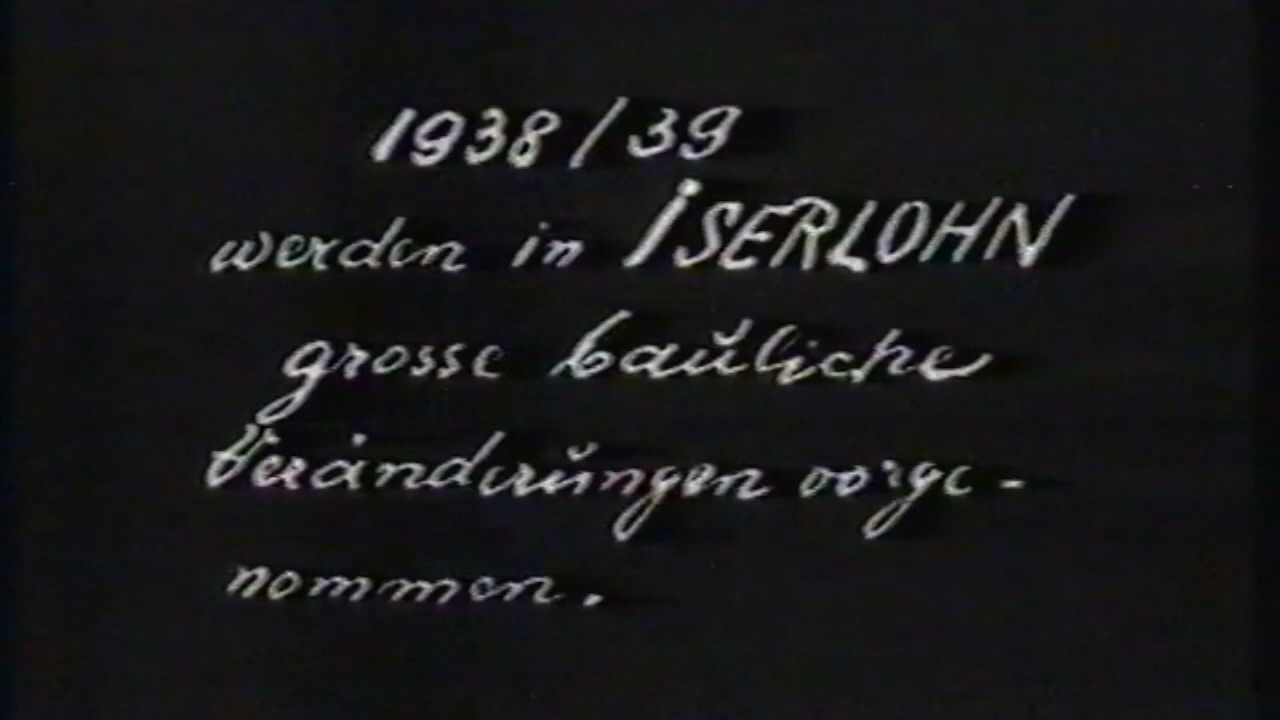 1938/39
werden in ISERLOHN
grosse bauliche
Veränderungen vorge-
nommen.